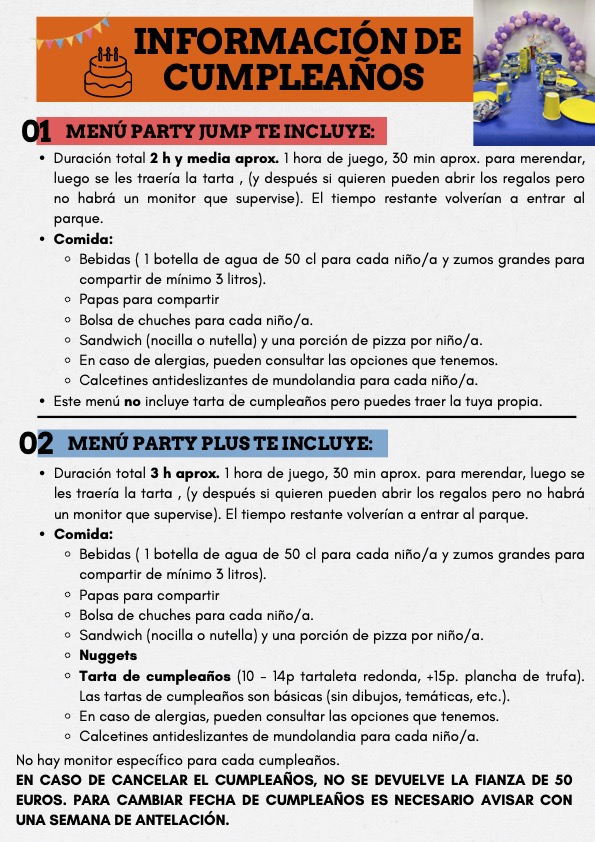 INFORMACIÓN DE
CUMPLEAÑOS
01 MENÚ PARTY JUMP TE INCLUYE:
• Duración total 2 h y media aprox. 1 hora de juego, 30 min aprox. para merendar,
luego se les traería la tarta , (y después si quieren pueden abrir los regalos pero
no habrá un monitor que supervise). El tiempo restante volverían a entrar al
parque.
• Comida:
◦ Bebidas ( 1 botella de agua de 50 cl para cada niño/a y zumos grandes para
compartir de mínimo 3 litros).
◦ Papas para compartir
◦ Bolsa de chuches para cada niño/a.
◦ Sandwich (nocilla o nutella) y una porción de pizza por niño/a.
◦ En caso de alergias, pueden consultar las opciones que tenemos.
◦ Calcetines antideslizantes de mundolandia para cada niño/a.
• Este menú no incluye tarta de cumpleaños pero puedes traer la tuya propia.
02 MENÚ PARTY PLUS TE INCLUYE:
• Duración total 3 h aprox. 1 hora de juego, 30 min aprox. para merendar, luego se
les traería la tarta , (y después si quieren pueden abrir los regalos pero no habrá
un monitor que supervise). El tiempo restante volverían a entrar al parque.
• Comida:
◦ Bebidas ( 1 botella de agua de 50 cl para cada niño/a y zumos grandes para
compartir de mínimo 3 litros).
◦ Papas para compartir
◦ Bolsa de chuches para cada niño/a.
◦ Sandwich (nocilla o nutella) y una porción de pizza por niño/a.
◦ Nuggets
◦ Tarta de cumpleaños (10 - 14p tartaleta redonda, +15p. plancha de trufa).
Las tartas de cumpleaños son básicas (sin dibujos, temáticas, etc.).
◦ En caso de alergias, pueden consultar las opciones que tenemos.
◦ Calcetines antideslizantes de mundolandia para cada niño/a.
No hay monitor específico para cada cumpleaños.
EN CASO DE CANCELAR EL CUMPLEAÑOS, NO SE DEVUELVE LA FIANZA DE 50
EUROS. PARA CAMBIAR FECHA DE CUMPLEAÑOS ES NECESARIO AVISAR CON
UNA SEMANA DE ANTELACIÓN.